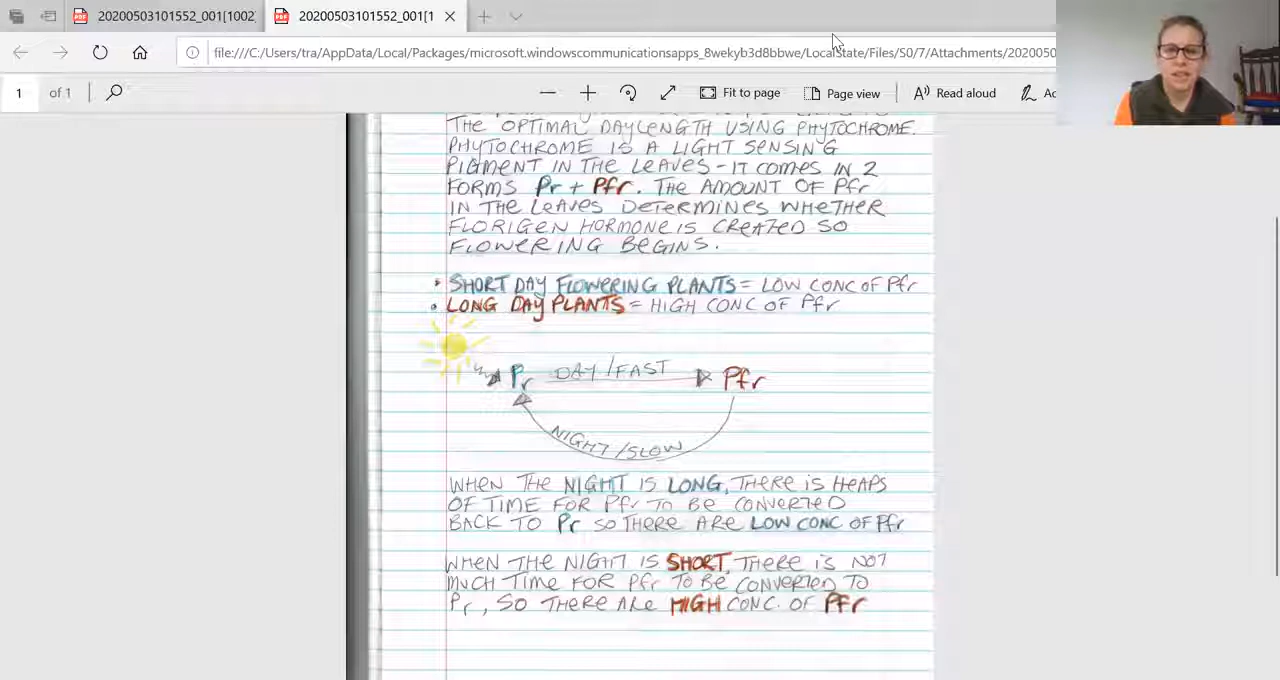 20200503101552_001[1002]
20200503101552_001[1
file:///C:/Users/tra/AppData/Local/Packages/microsoft.windowscommunicationsapps_8wekyb3d8bbwe/LocalState/Files/S0/7/Attachments/2020050
1 of 1
Fit to page
Page view
Read aloud
THE OPTIMAL DAYLENGTH USING PHYTOCHROME.
PHYTOCHROME IS A LIGHT SENSING
PIGMENT IN THE LEAVES - IT COMES IN 2
FORMS Pr + Pfr. THE AMOUNT OF Pfr
IN THE LEAVES DETERMINES WHETHER
FLORIGEN HORMONE IS CREATED SO
FLOWERING BEGINS.
• SHORT DAY FLOWERING PLANTS = LOW CONC OF Pfr
• LONG DAY PLANTS = HIGH CONC OF Pfr
Pr DAY/FAST Pfr
NIGHT/SLOW
WHEN THE NIGHT IS LONG, THERE IS HEAPS
OF TIME FOR Pfr TO BE CONVERTED
BACK TO Pr SO THERE ARE LOW CONC OF Pfr
WHEN THE NIGHT IS SHORT, THERE IS NOT
MUCH TIME FOR Pfr TO BE CONVERTED TO
Pr, SO THERE ARE HIGH CONC. OF Pfr